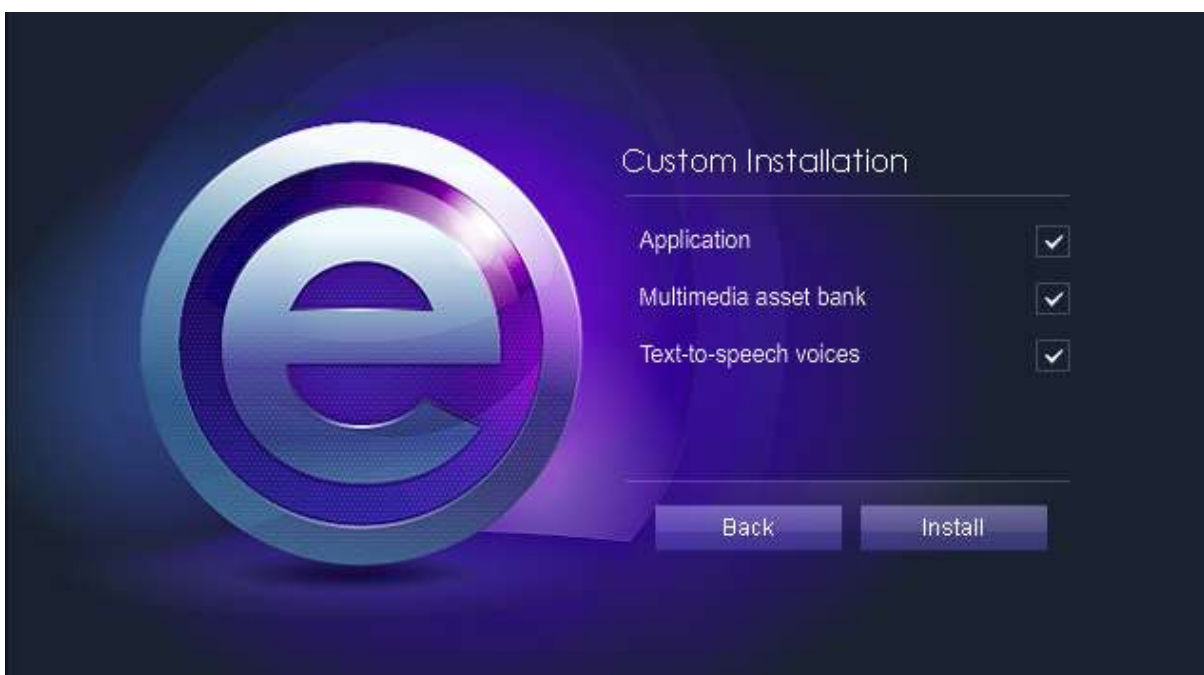 e
Custom Installation
Application
Multimedia asset bank
Text-to-speech voices
Back
Install